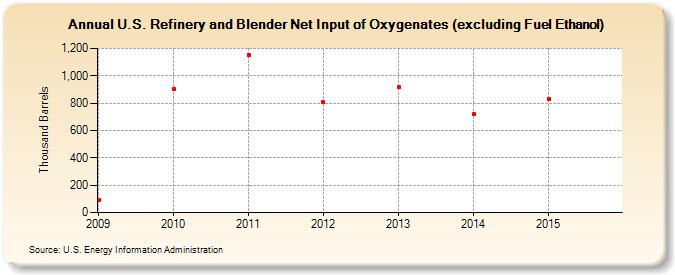 Annual U.S. Refinery and Blender Net Input of Oxygenates (excluding Fuel Ethanol)
Thousand Barrels
1,200
1,000
800
600
400
200
0
2009 2010 2011 2012 2013 2014 2015
Source: U.S. Energy Information Administration